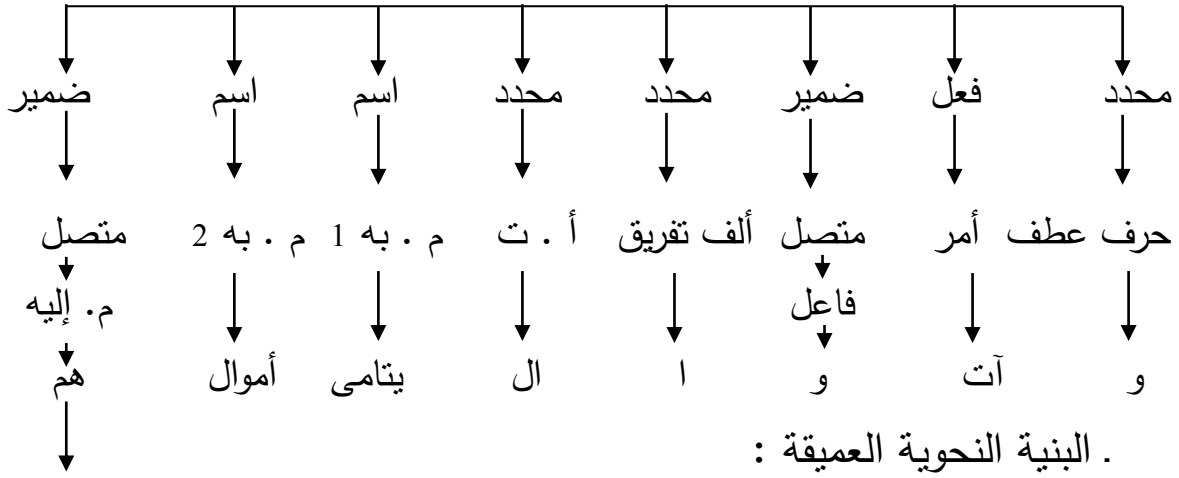 محدد فعل ضمير محدد محدد اسم اسم ضمير
حرف عطف أمر متصل ألف تفريق أ . ت م . به 1 م . به 2 متصل
فاعل م. إليه
و آت و ا ال يتامى أموال هم
. البنية النحوية العميقة :